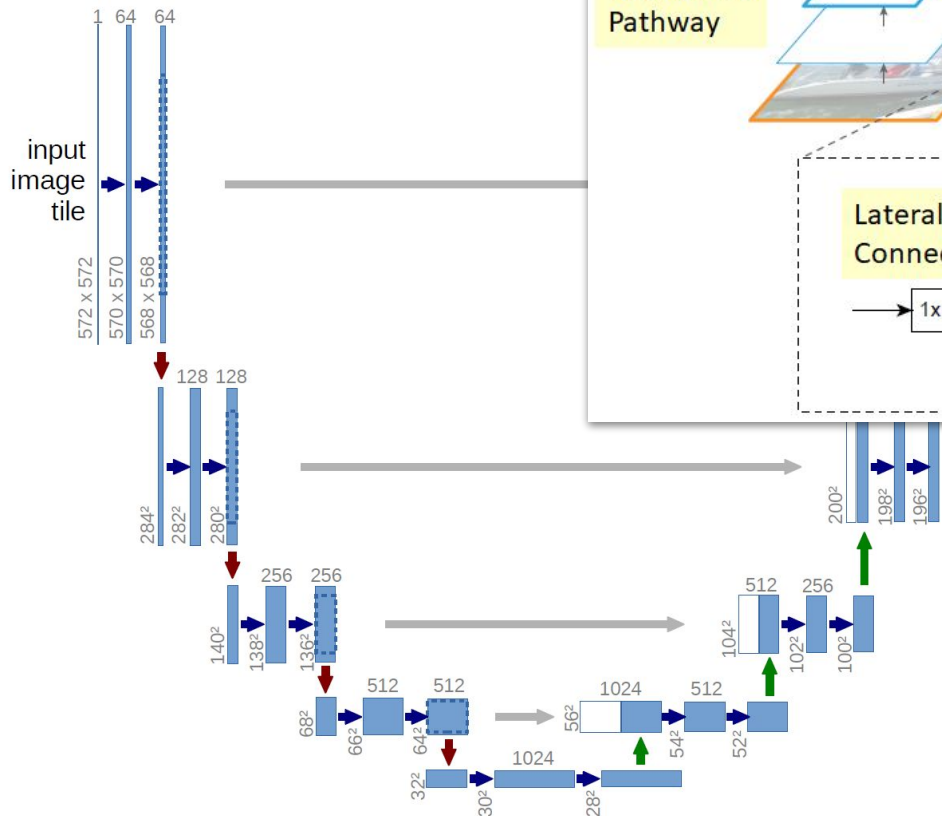 1 64 64
input
image
tile
572 x 572
570 x 570
568 x 568
128 128
284²
282²
280²
256 256
140²
138²
136²
512 512
68²
66²
64²
1024
32²
30²
28²
1024 512
56²
54²
52²
512 256
104²
102²
100²
200²
198²
196²
Pathway
Lateral
1x